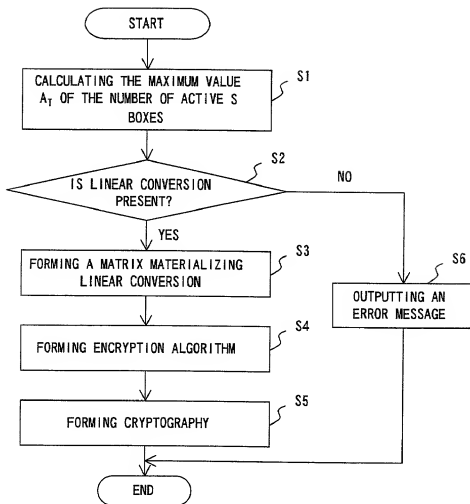 START
CALCULATING THE MAXIMUM VALUE
A_T OF THE NUMBER OF ACTIVE S
BOXES
S1
IS LINEAR CONVERSION
PRESENT?
S2
NO
YES
FORMING A MATRIX MATERIALIZING
LINEAR CONVERSION
S3
OUTPUTTING AN
ERROR MESSAGE
S6
FORMING ENCRYPTION ALGORITHM
S4
FORMING CRYPTOGRAPHY
S5
END